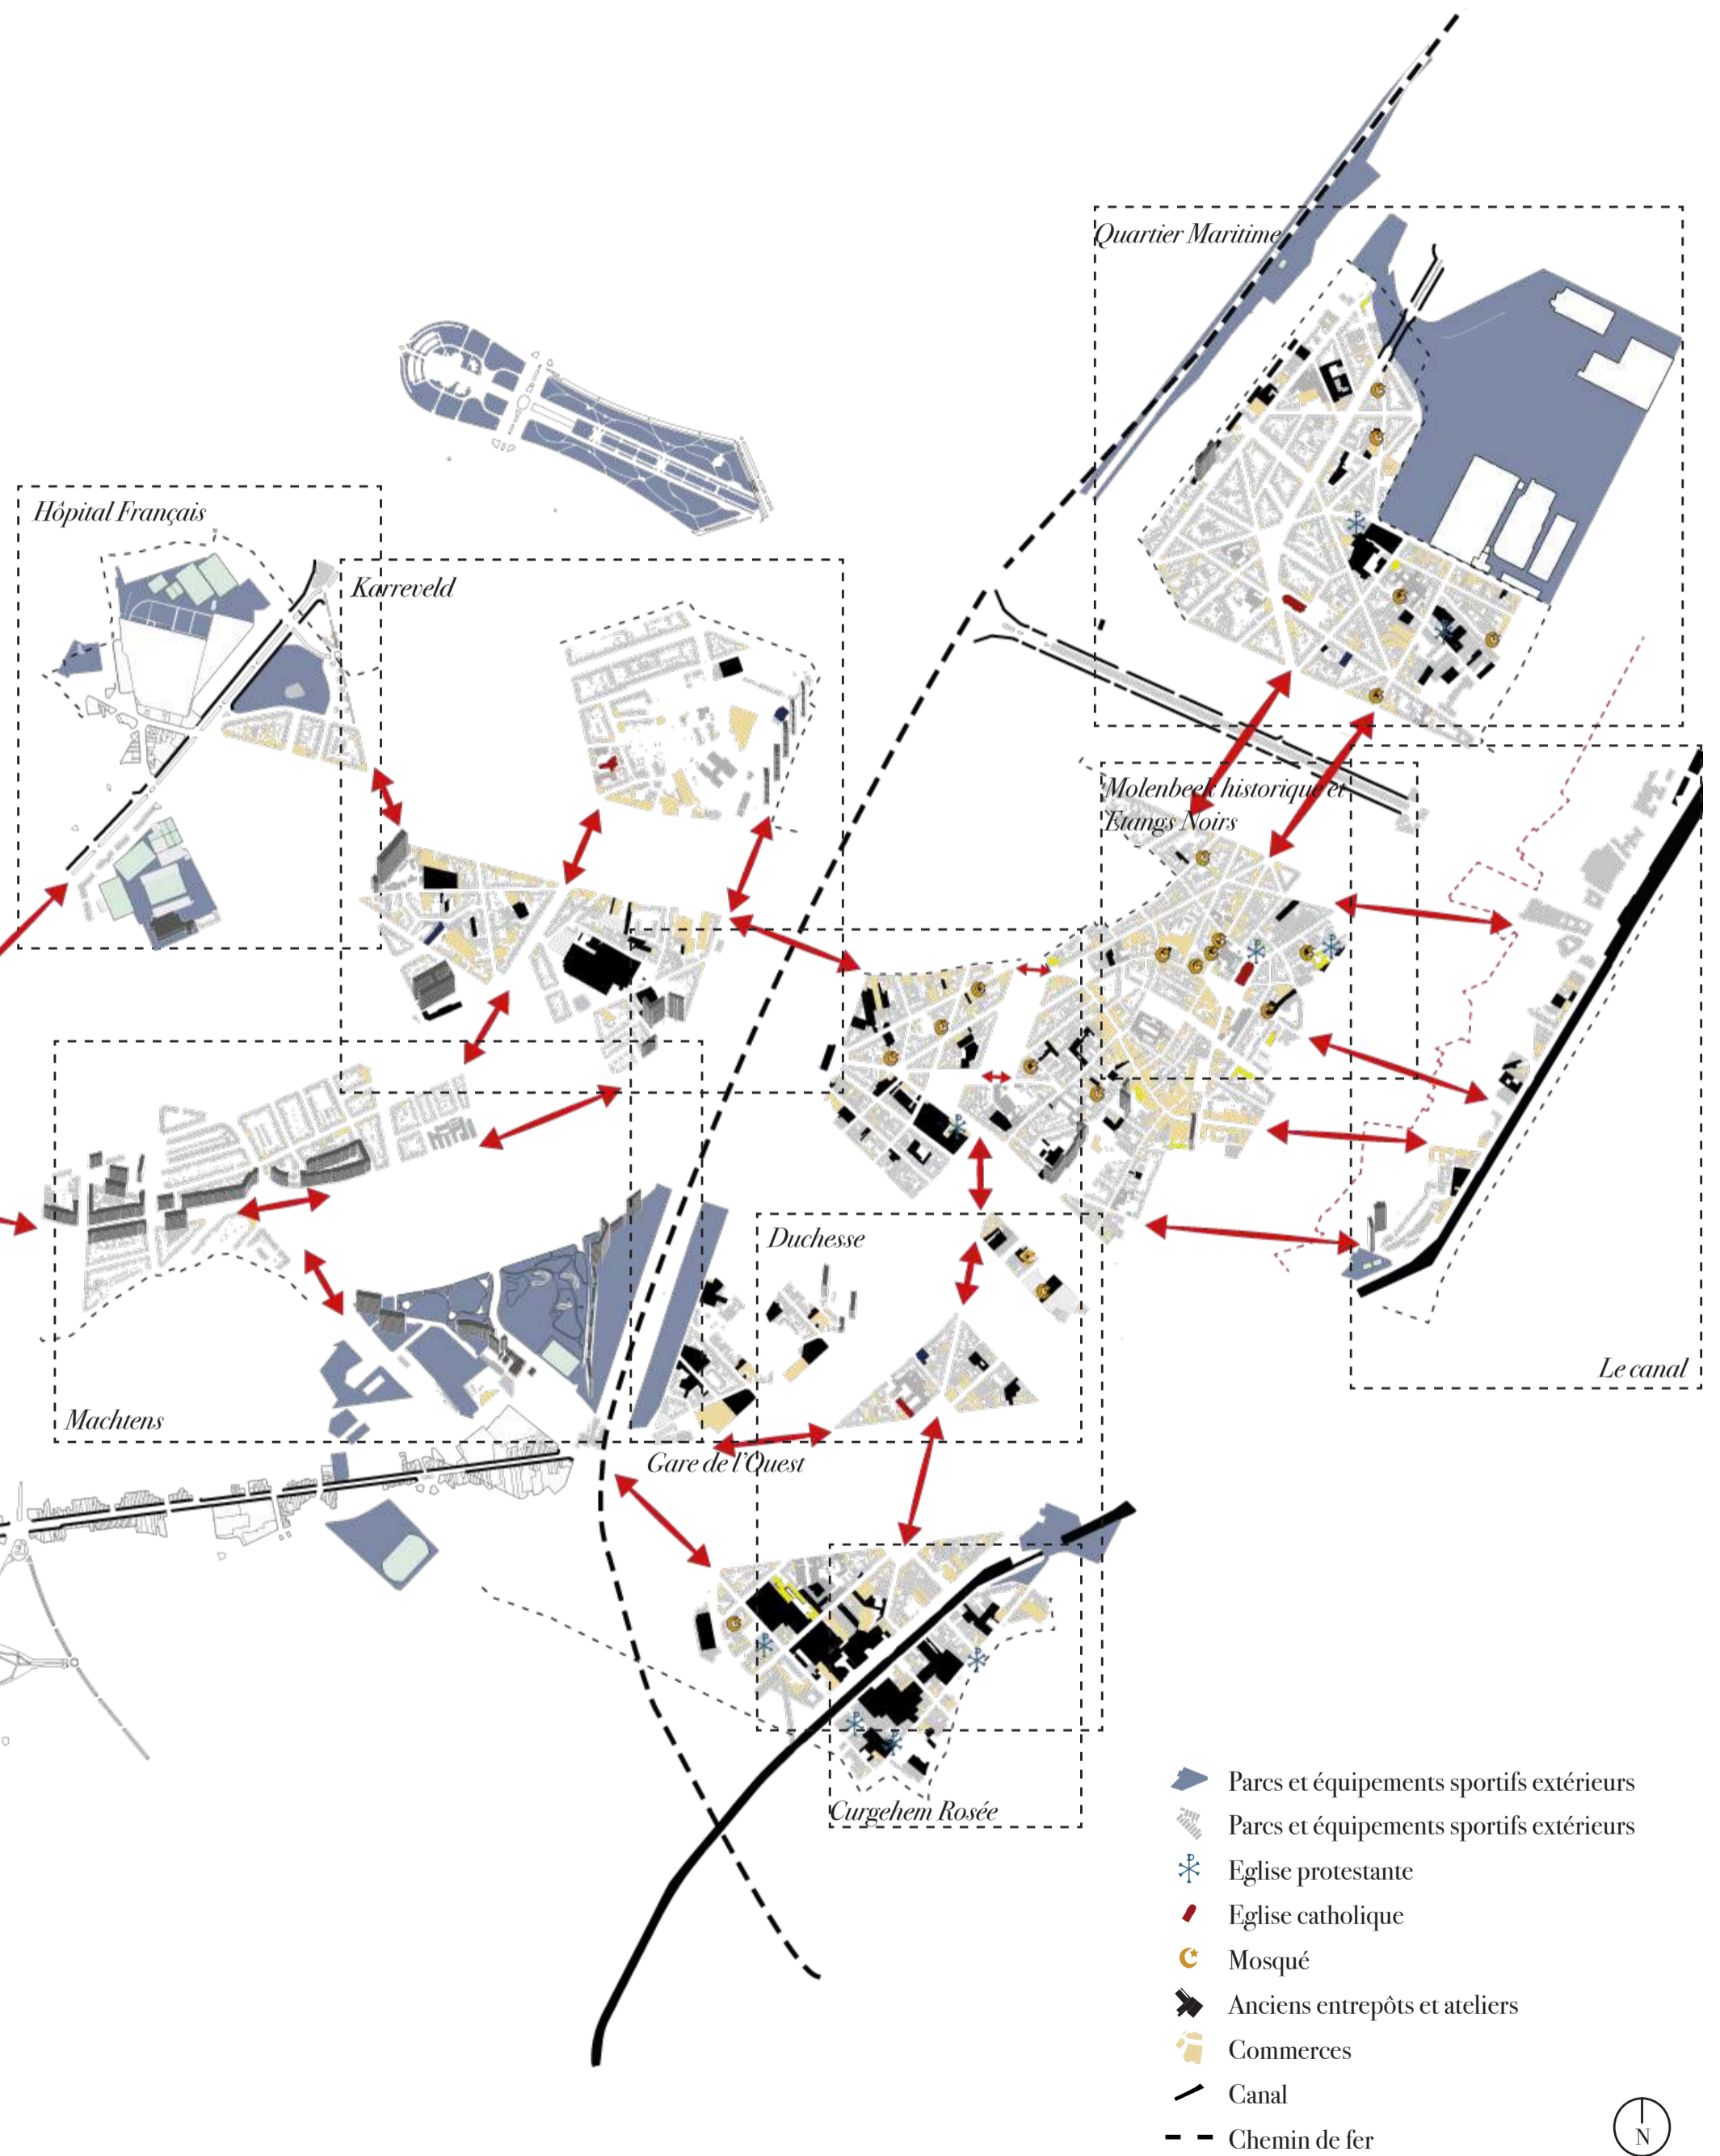 Quartier Maritime
Hôpital Français
Karreveld
Molenbeek historique et
Etangs Noirs
Duchesse
Le canal
Machtens
Gare de l'Ouest
Curgehem Rosée
Parcs et équipements sportifs extérieurs
Parcs et équipements sportifs extérieurs
Eglise protestante
Eglise catholique
Mosqué
Anciens entrepôts et ateliers
Commerces
Canal
Chemin de fer
N